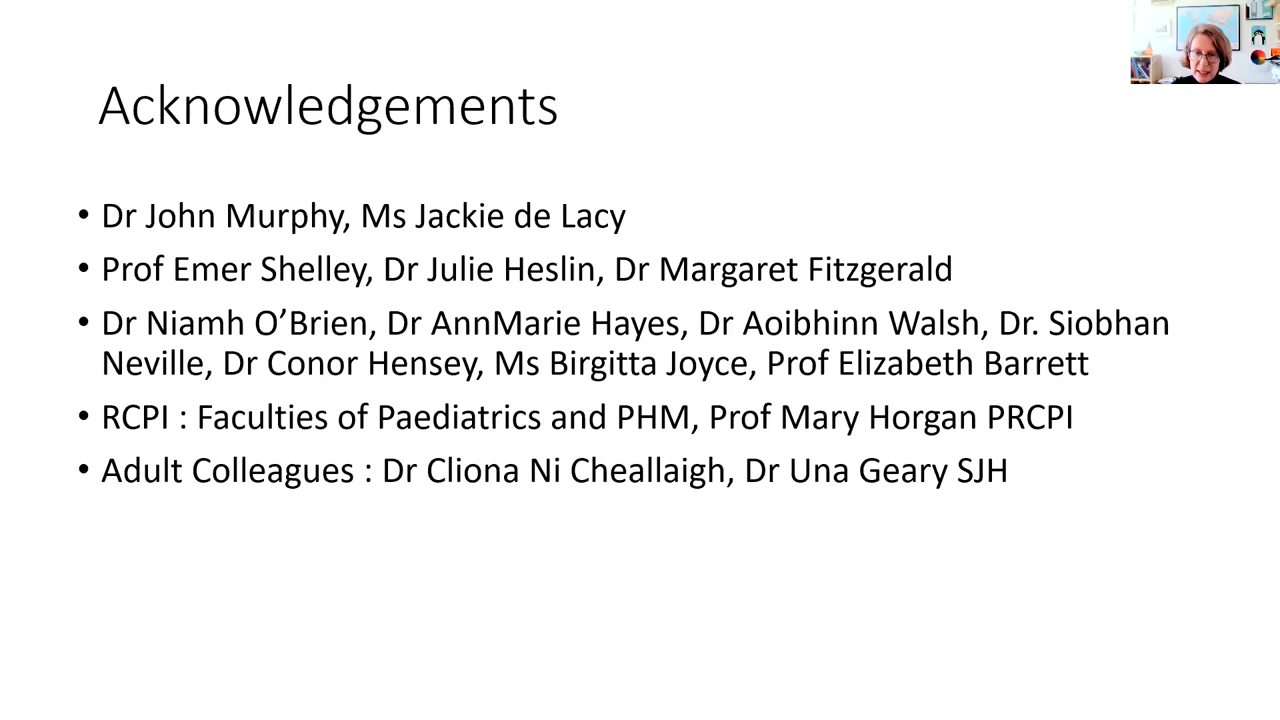 Acknowledgements
• Dr John Murphy, Ms Jackie de Lacy
• Prof Emer Shelley, Dr Julie Heslin, Dr Margaret Fitzgerald
• Dr Niamh O’Brien, Dr AnnMarie Hayes, Dr Aoibhinn Walsh, Dr. Siobhan
Neville, Dr Conor Hensey, Ms Birgitta Joyce, Prof Elizabeth Barrett
• RCPI : Faculties of Paediatrics and PHM, Prof Mary Horgan PRCPI
• Adult Colleagues : Dr Cliona Ni Cheallaigh, Dr Una Geary SJH